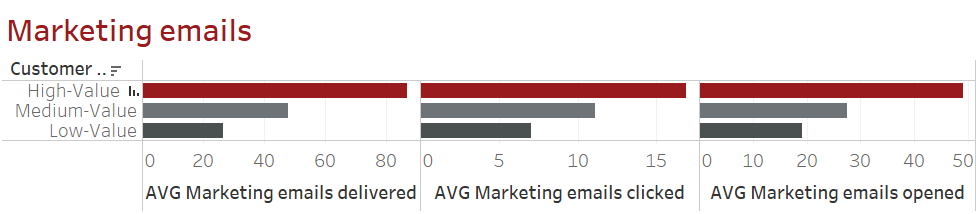 Marketing emails
Customer ..
High-Value
Medium-Value
Low-Value
0 20 40 60 80 0 5 10 15 0 10 20 30 40 50
AVG Marketing emails delivered AVG Marketing emails clicked AVG Marketing emails opened